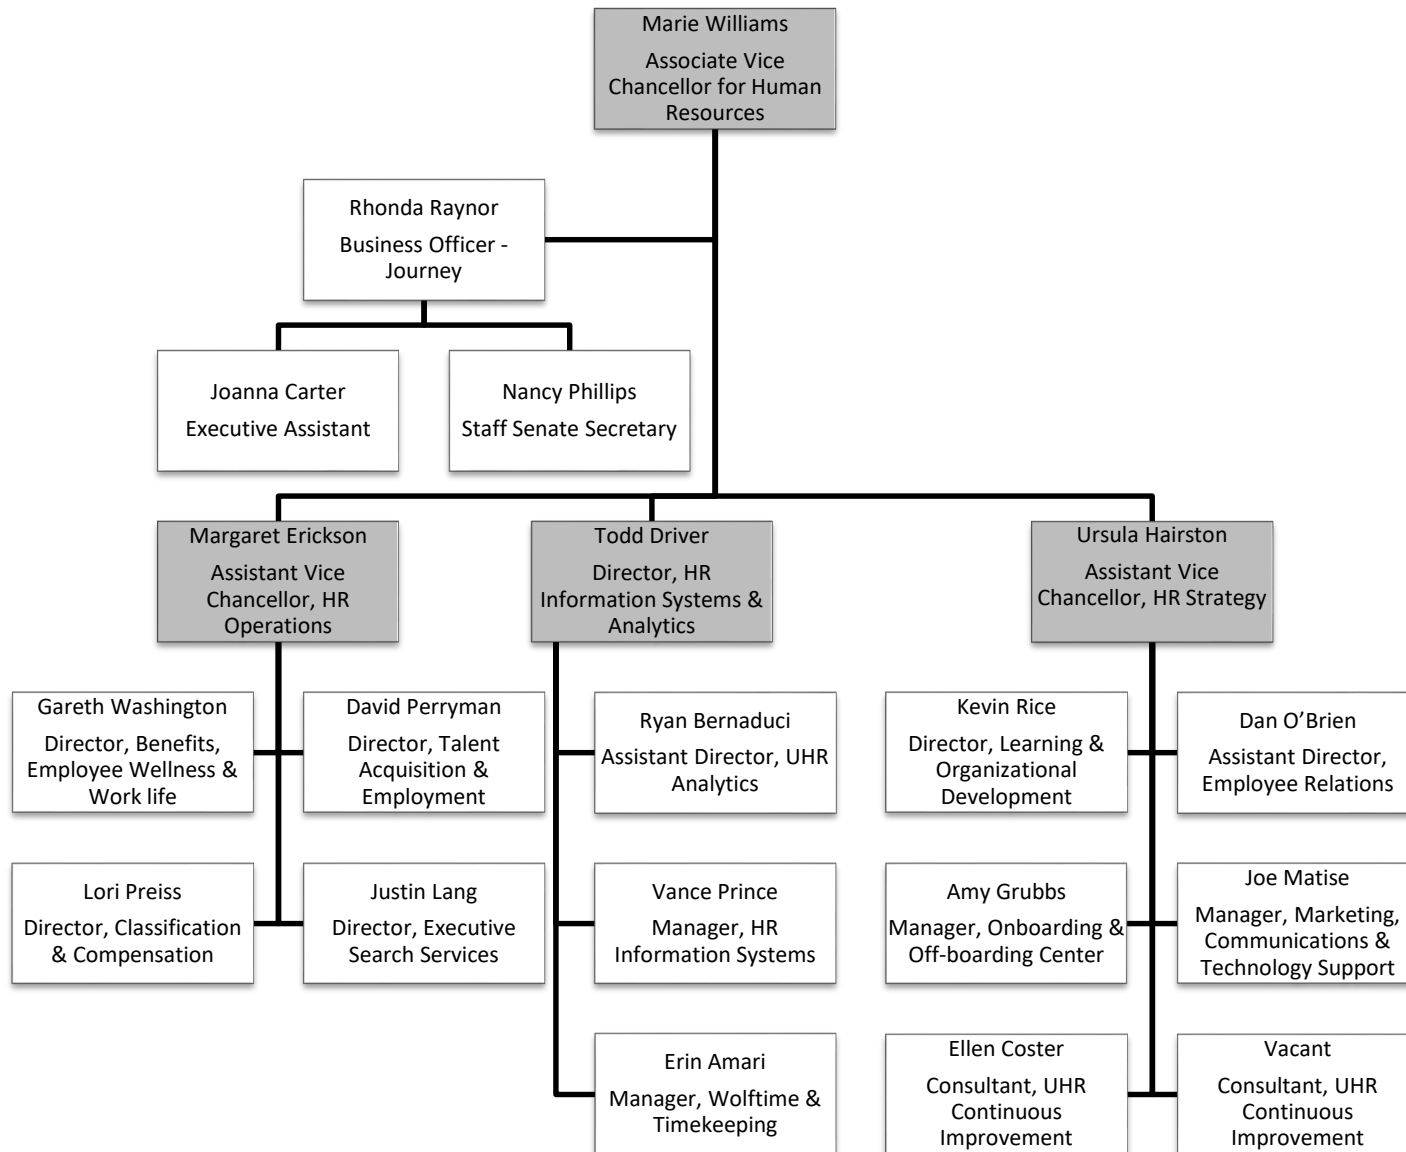 Marie Williams
Associate Vice
Chancellor for Human
Resources
Rhonda Raynor
Business Officer -
Journey
Joanna Carter
Executive Assistant
Nancy Phillips
Staff Senate Secretary
Margaret Erickson
Assistant Vice
Chancellor, HR
Operations
Todd Driver
Director, HR
Information Systems &
Analytics
Ursula Hairston
Assistant Vice
Chancellor, HR Strategy
Gareth Washington
Director, Benefits,
Employee Wellness &
Work life
David Perryman
Director, Talent
Acquisition &
Employment
Ryan Bernaduci
Assistant Director, UHR
Analytics
Kevin Rice
Director, Learning &
Organizational
Development
Dan O’Brien
Assistant Director,
Employee Relations
Lori Preiss
Director, Classification
& Compensation
Justin Lang
Director, Executive
Search Services
Vance Prince
Manager, HR
Information Systems
Amy Grubbs
Manager, Onboarding &
Off-boarding Center
Joe Matise
Manager, Marketing,
Communications &
Technology Support
Erin Amari
Manager, Wolftime &
Timekeeping
Ellen Coster
Consultant, UHR
Continuous
Improvement
Vacant
Consultant, UHR
Continuous
Improvement